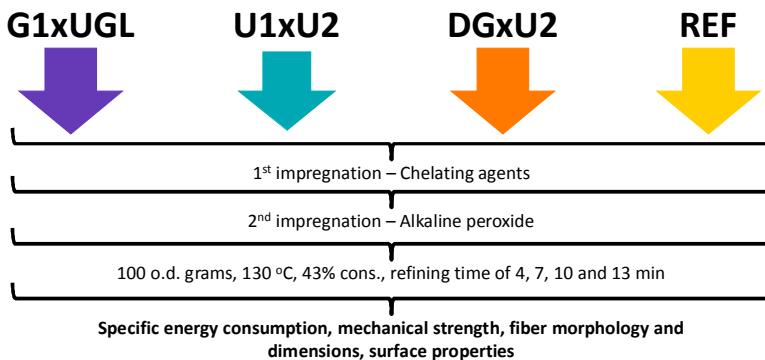 G1xUGL U1xU2 DGxU2 REF
1st impregnation – Chelating agents
2nd impregnation – Alkaline peroxide
100 o.d. grams, 130 ºC, 43% cons., refining time of 4, 7, 10 and 13 min
Specific energy consumption, mechanical strength, fiber morphology and
dimensions, surface properties